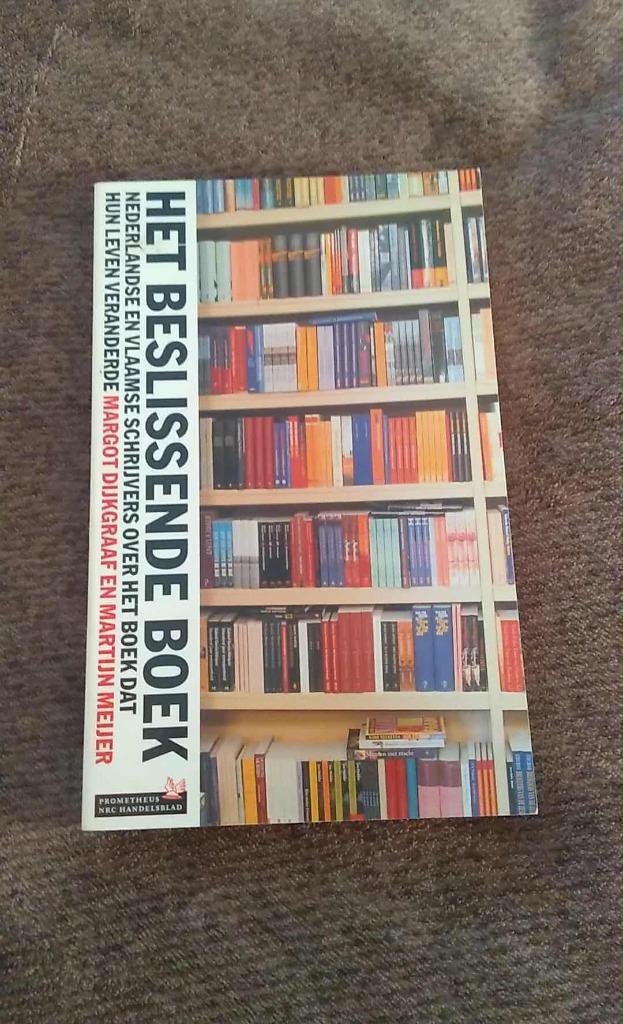 HET BESLISSENDE BOEK
NEDERLANDSE EN VLAAMSE SCHRIJVERS OVER HET BOEK DAT
HUN LEVEN VERANDERDE MARGOT DIJKGRAAF EN MARTIJN MEIJER
PROMETHEUS
NRC HANDELSBLAD